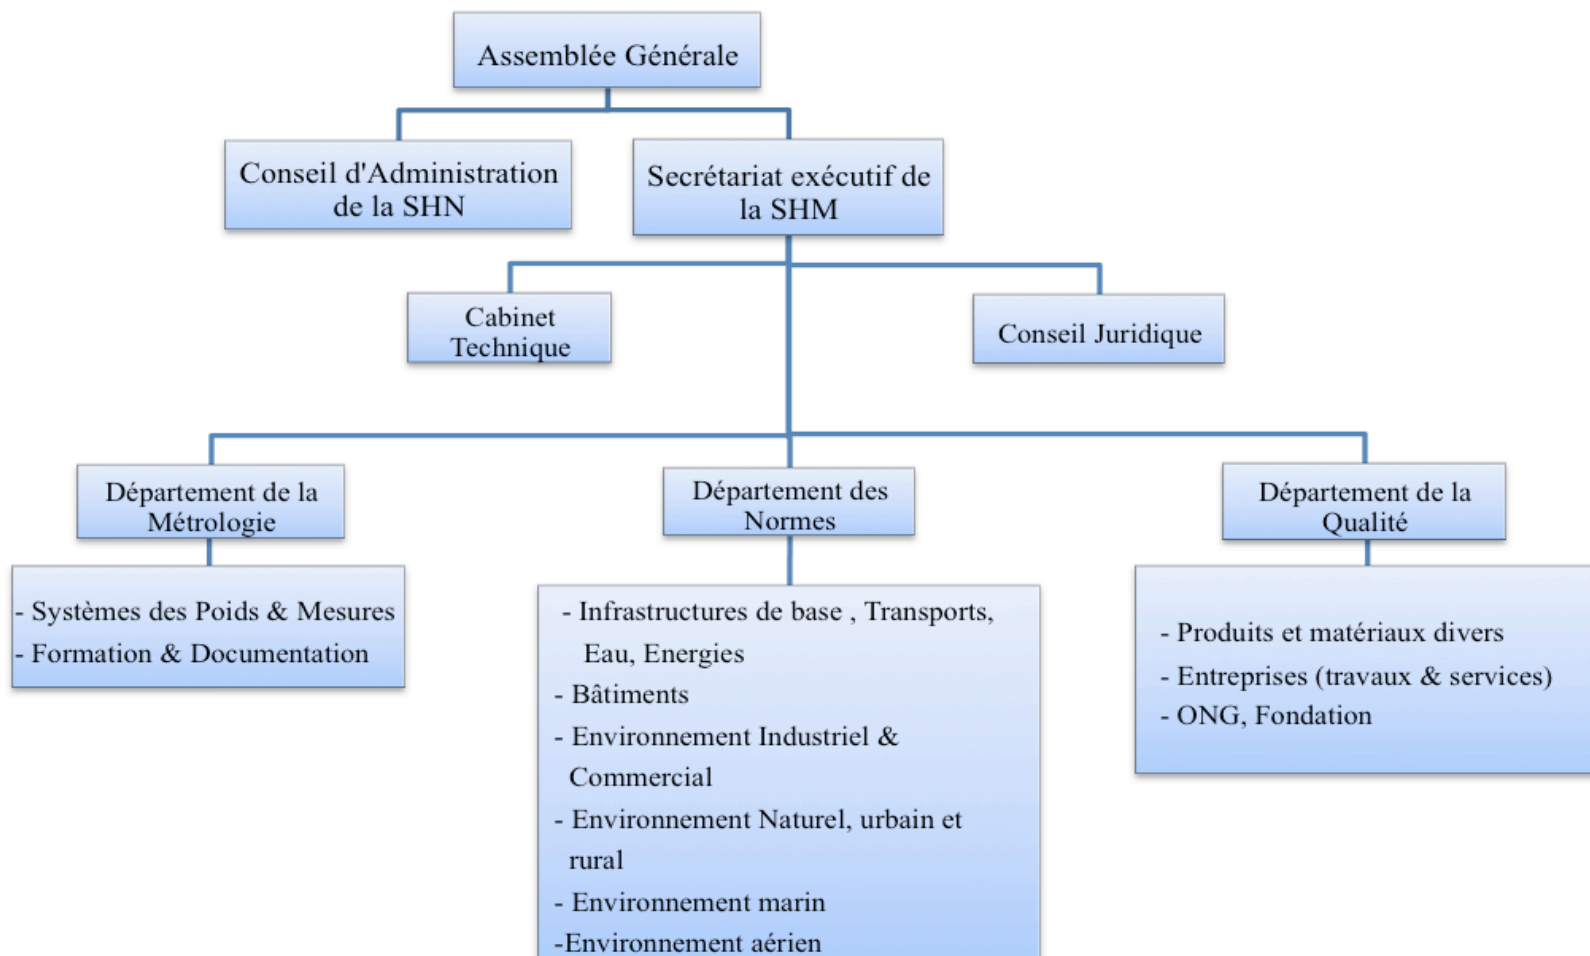 Assemblée Générale
Conseil d'Administration
de la SHN
Secrétariat exécutif de
la SHM
Cabinet
Technique
Conseil Juridique
Département de la
Métrologie
Département des
Normes
Département de la
Qualité
- Systèmes des Poids & Mesures
- Formation & Documentation
- Infrastructures de base , Transports,
Eau, Energies
- Bâtiments
- Environnement Industriel &
Commercial
- Environnement Naturel, urbain et
rural
- Environnement marin
-Environnement aérien
- Produits et matériaux divers
- Entreprises (travaux & services)
- ONG, Fondation